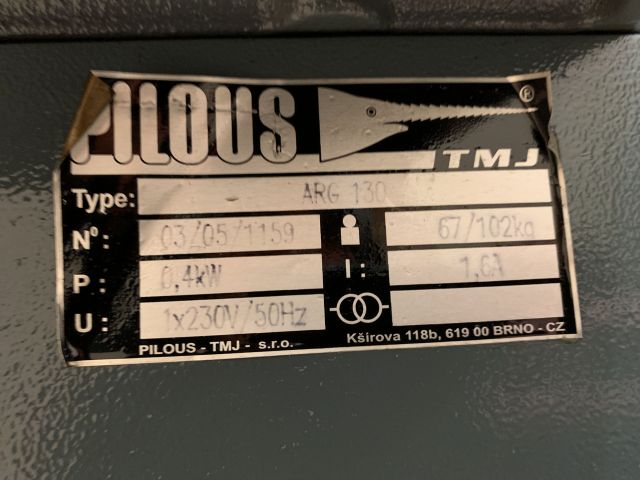 PILOUS ®
TMJ
Type: ARG 130
Nº: 03/05/1159 67/102kg
P: 0,4kW I: 1,6A
U: 1x230V/50Hz
PILOUS - TMJ - s.r.o. Kšírova 118b, 619 00 BRNO - CZ